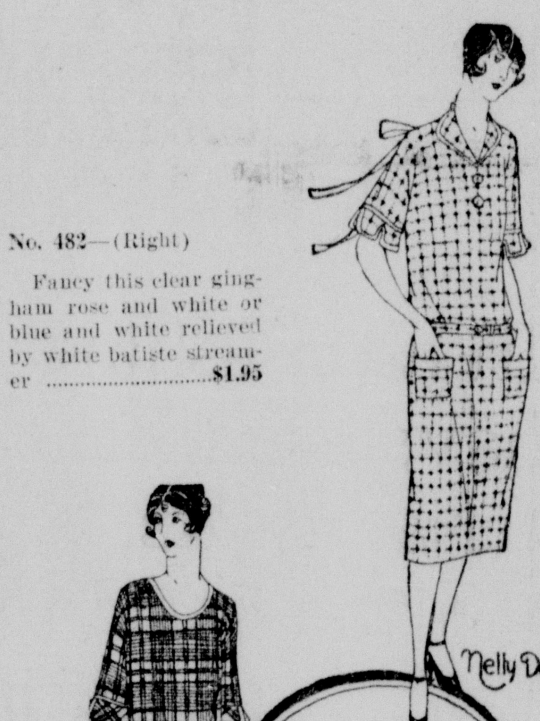 No. 482—(Right)
Fancy this clear ging-
ham rose and white or
blue and white relieved
by white batiste stream-
er ..............................$1.95
Nelly D